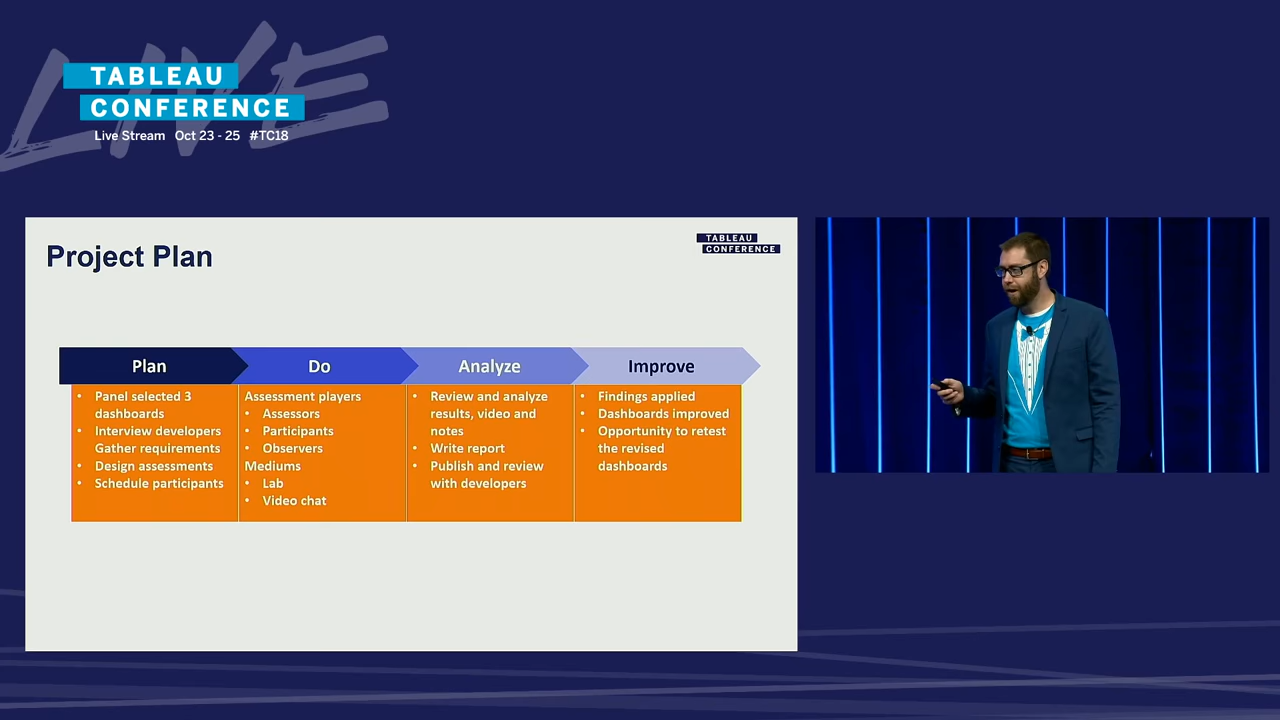 LIVE
TABLEAU
CONFERENCE
Live Stream Oct 23 - 25 #TC18
Project Plan
TABLEAU
CONFERENCE
Plan
Do
Analyze
Improve
• Panel selected 3
dashboards
• Interview developers
Gather requirements
• Design assessments
• Schedule participants
Assessment players
• Assessors
• Participants
• Observers
Mediums
• Lab
• Video chat
• Review and analyze
results, video and
notes
• Write report
• Publish and review
with developers
• Findings applied
• Dashboards improved
• Opportunity to retest
the revised
dashboards